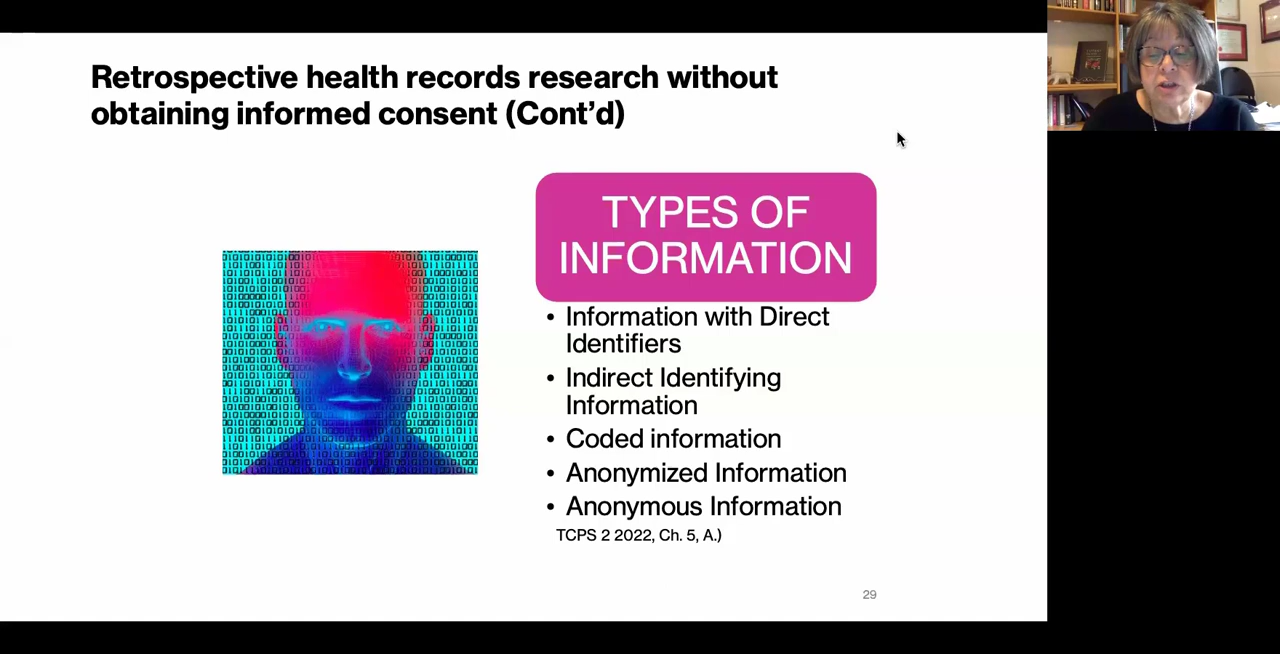 Retrospective health records research without
obtaining informed consent (Cont’d)
TYPES OF
INFORMATION
• Information with Direct
Identifiers
• Indirect Identifying
Information
• Coded information
• Anonymized Information
• Anonymous Information
TCPS 2 2022, Ch. 5, A.)
29